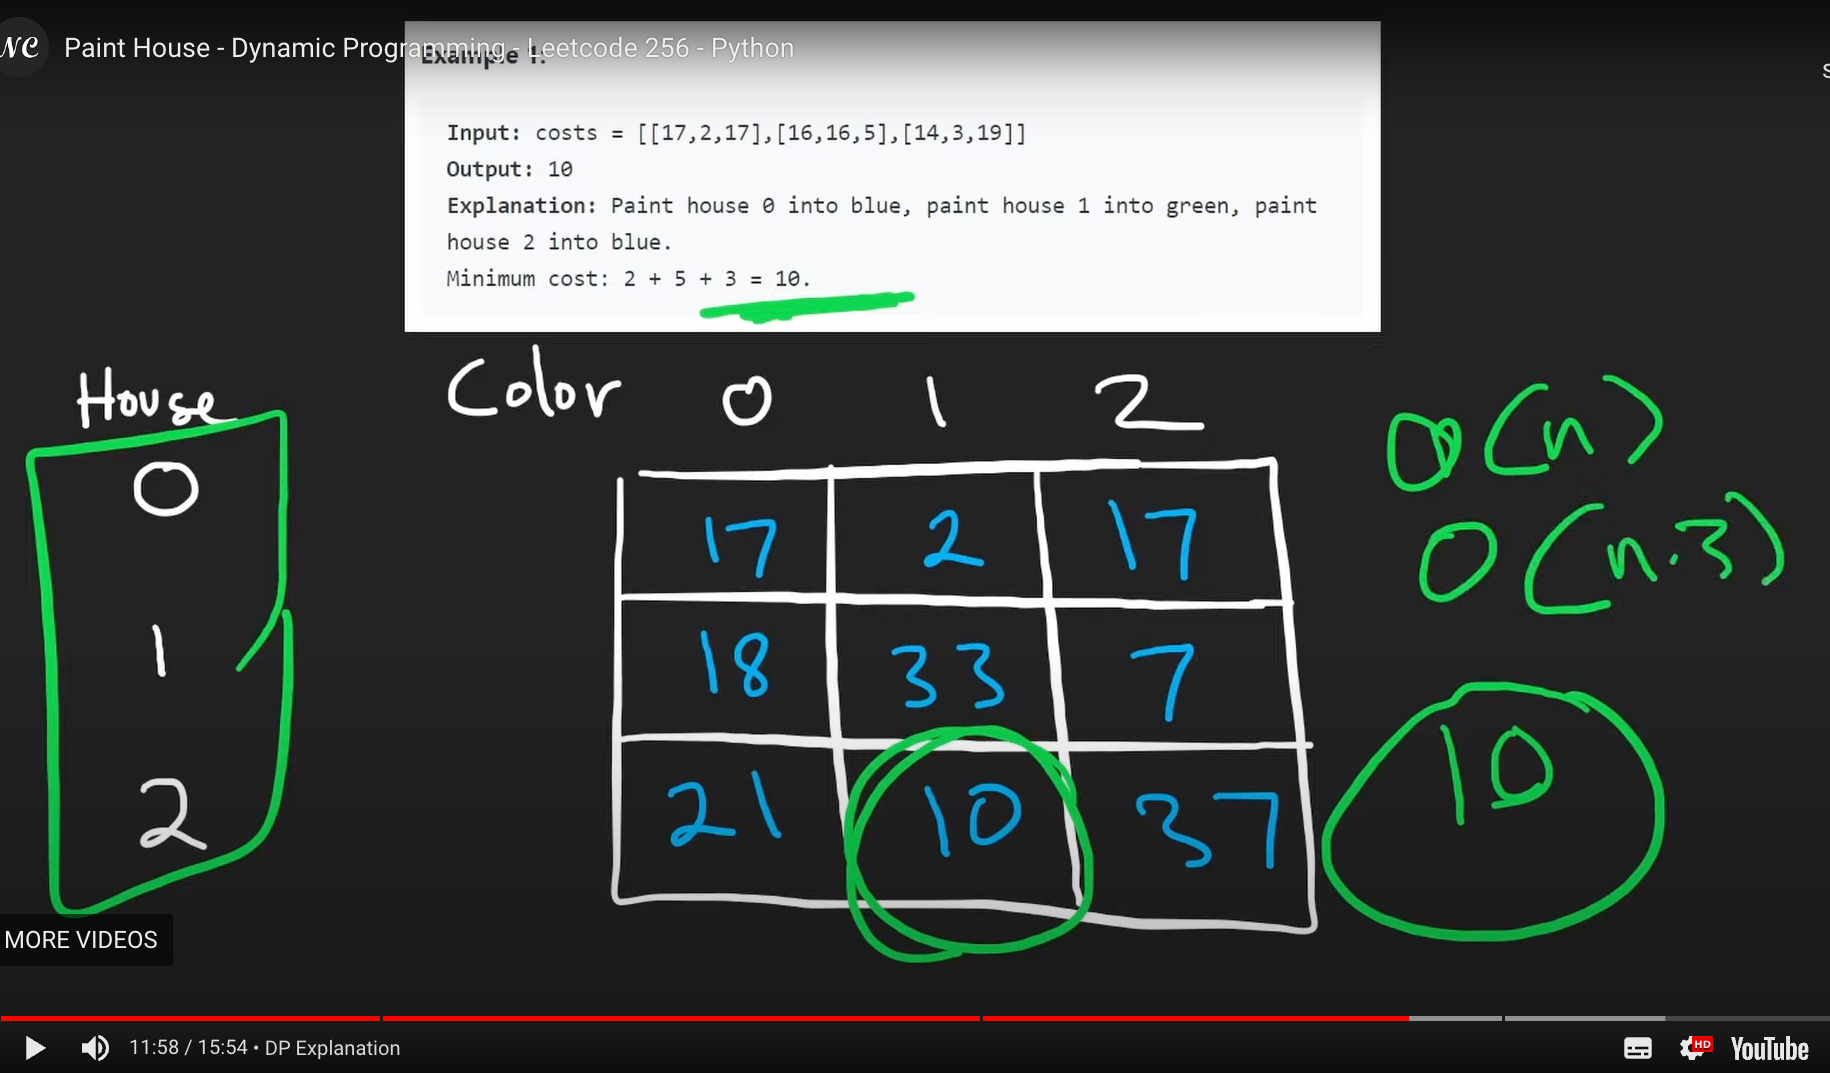 NC Paint House - Dynamic Programming - Leetcode 256 - Python
Example 1:
S
Input: costs = [[17,2,17],[16,16,5],[14,3,19]]
Output: 10
Explanation: Paint house 0 into blue, paint house 1 into green, paint
house 2 into blue.
Minimum cost: 2 + 5 + 3 = 10.
House Color 0 1 2
O(n)
0 17 2 17 O(n·3)
1 18 33 7
2 21 10 37 10
MORE VIDEOS
11:58 / 15:54 • DP Explanation HD YouTube